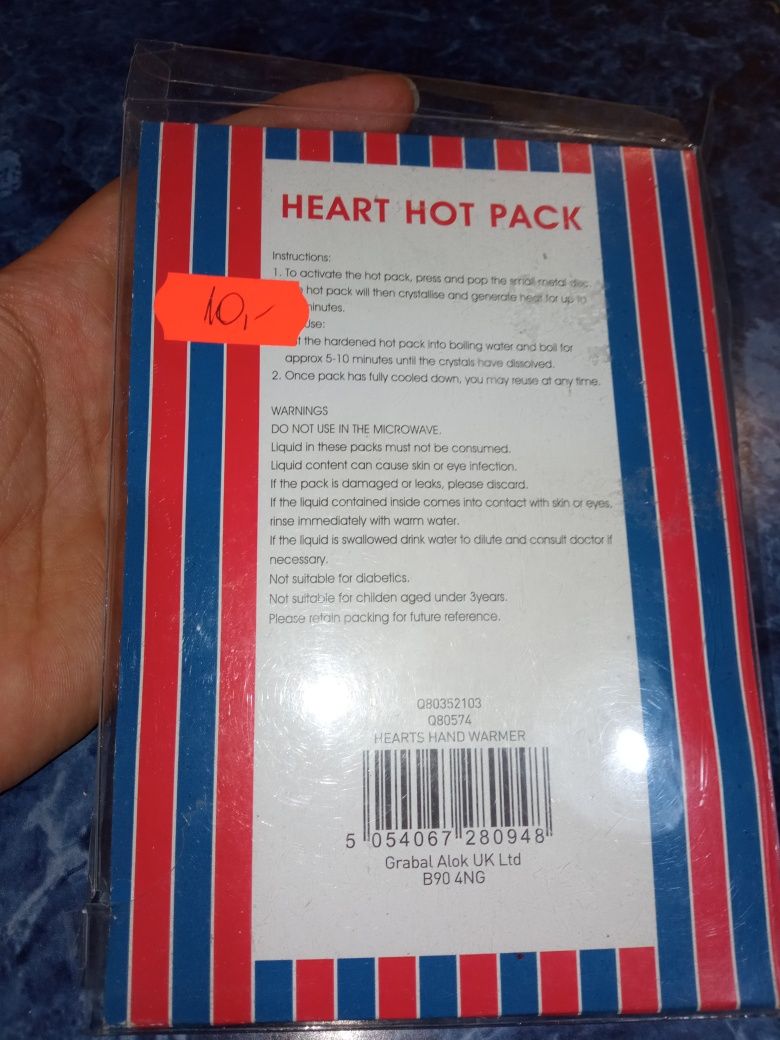 HEART HOT PACK
Instructions:
1. To activate the hot pack, press and pop the small metal disc.
hot pack will then crystallise and generate heat for up to
10,-
minutes.
Use:
the hardened hot pack into boiling water and boil for
approx 5-10 minutes until the crystals have dissolved.
2. Once pack has fully cooled down, you may reuse at any time.
WARNINGS
DO NOT USE IN THE MICROWAVE.
Liquid in these packs must not be consumed.
Liquid content can cause skin or eye infection.
If the pack is damaged or leaks, please discard.
If the liquid contained inside comes into contact with skin or eyes,
rinse immediately with warm water.
If the liquid is swallowed drink water to dilute and consult doctor if
necessary.
Not suitable for diabetics.
Not suitable for childen aged under 3years.
Please retain packing for future reference.
Q80352103
Q80574
HEARTS HAND WARMER
5 054067 280948
Grabal Alok UK Ltd
B90 4NG